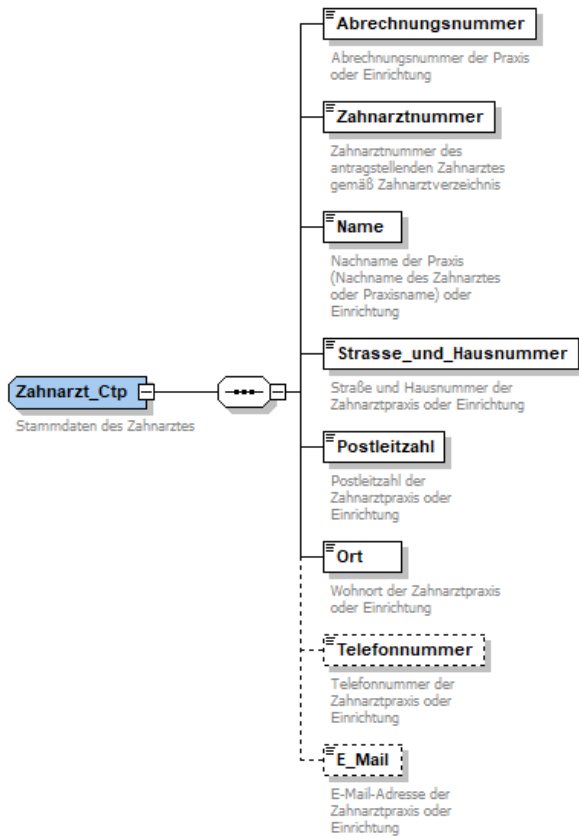 Abrechnungsnummer
Abrechnungsnummer der Praxis
oder Einrichtung
Zahnarztnummer
Zahnarztnummer des
antragstellenden Zahnarztes
gemäß Zahnarztverzeichnis
Name
Nachname der Praxis
(Nachname des Zahnarztes
oder Praxisname) oder
Einrichtung
Strasse_und_Hausnummer
Straße und Hausnummer der
Zahnarztpraxis oder Einrichtung
Zahnarzt_Ctp
Stammdaten des Zahnarztes
Postleitzahl
Postleitzahl der
Zahnarztpraxis oder
Einrichtung
Ort
Wohnort der Zahnarztpraxis
oder Einrichtung
Telefonnummer
Telefonnummer der
Zahnarztpraxis oder
Einrichtung
E_Mail
E-Mail-Adresse der
Zahnarztpraxis oder
Einrichtung